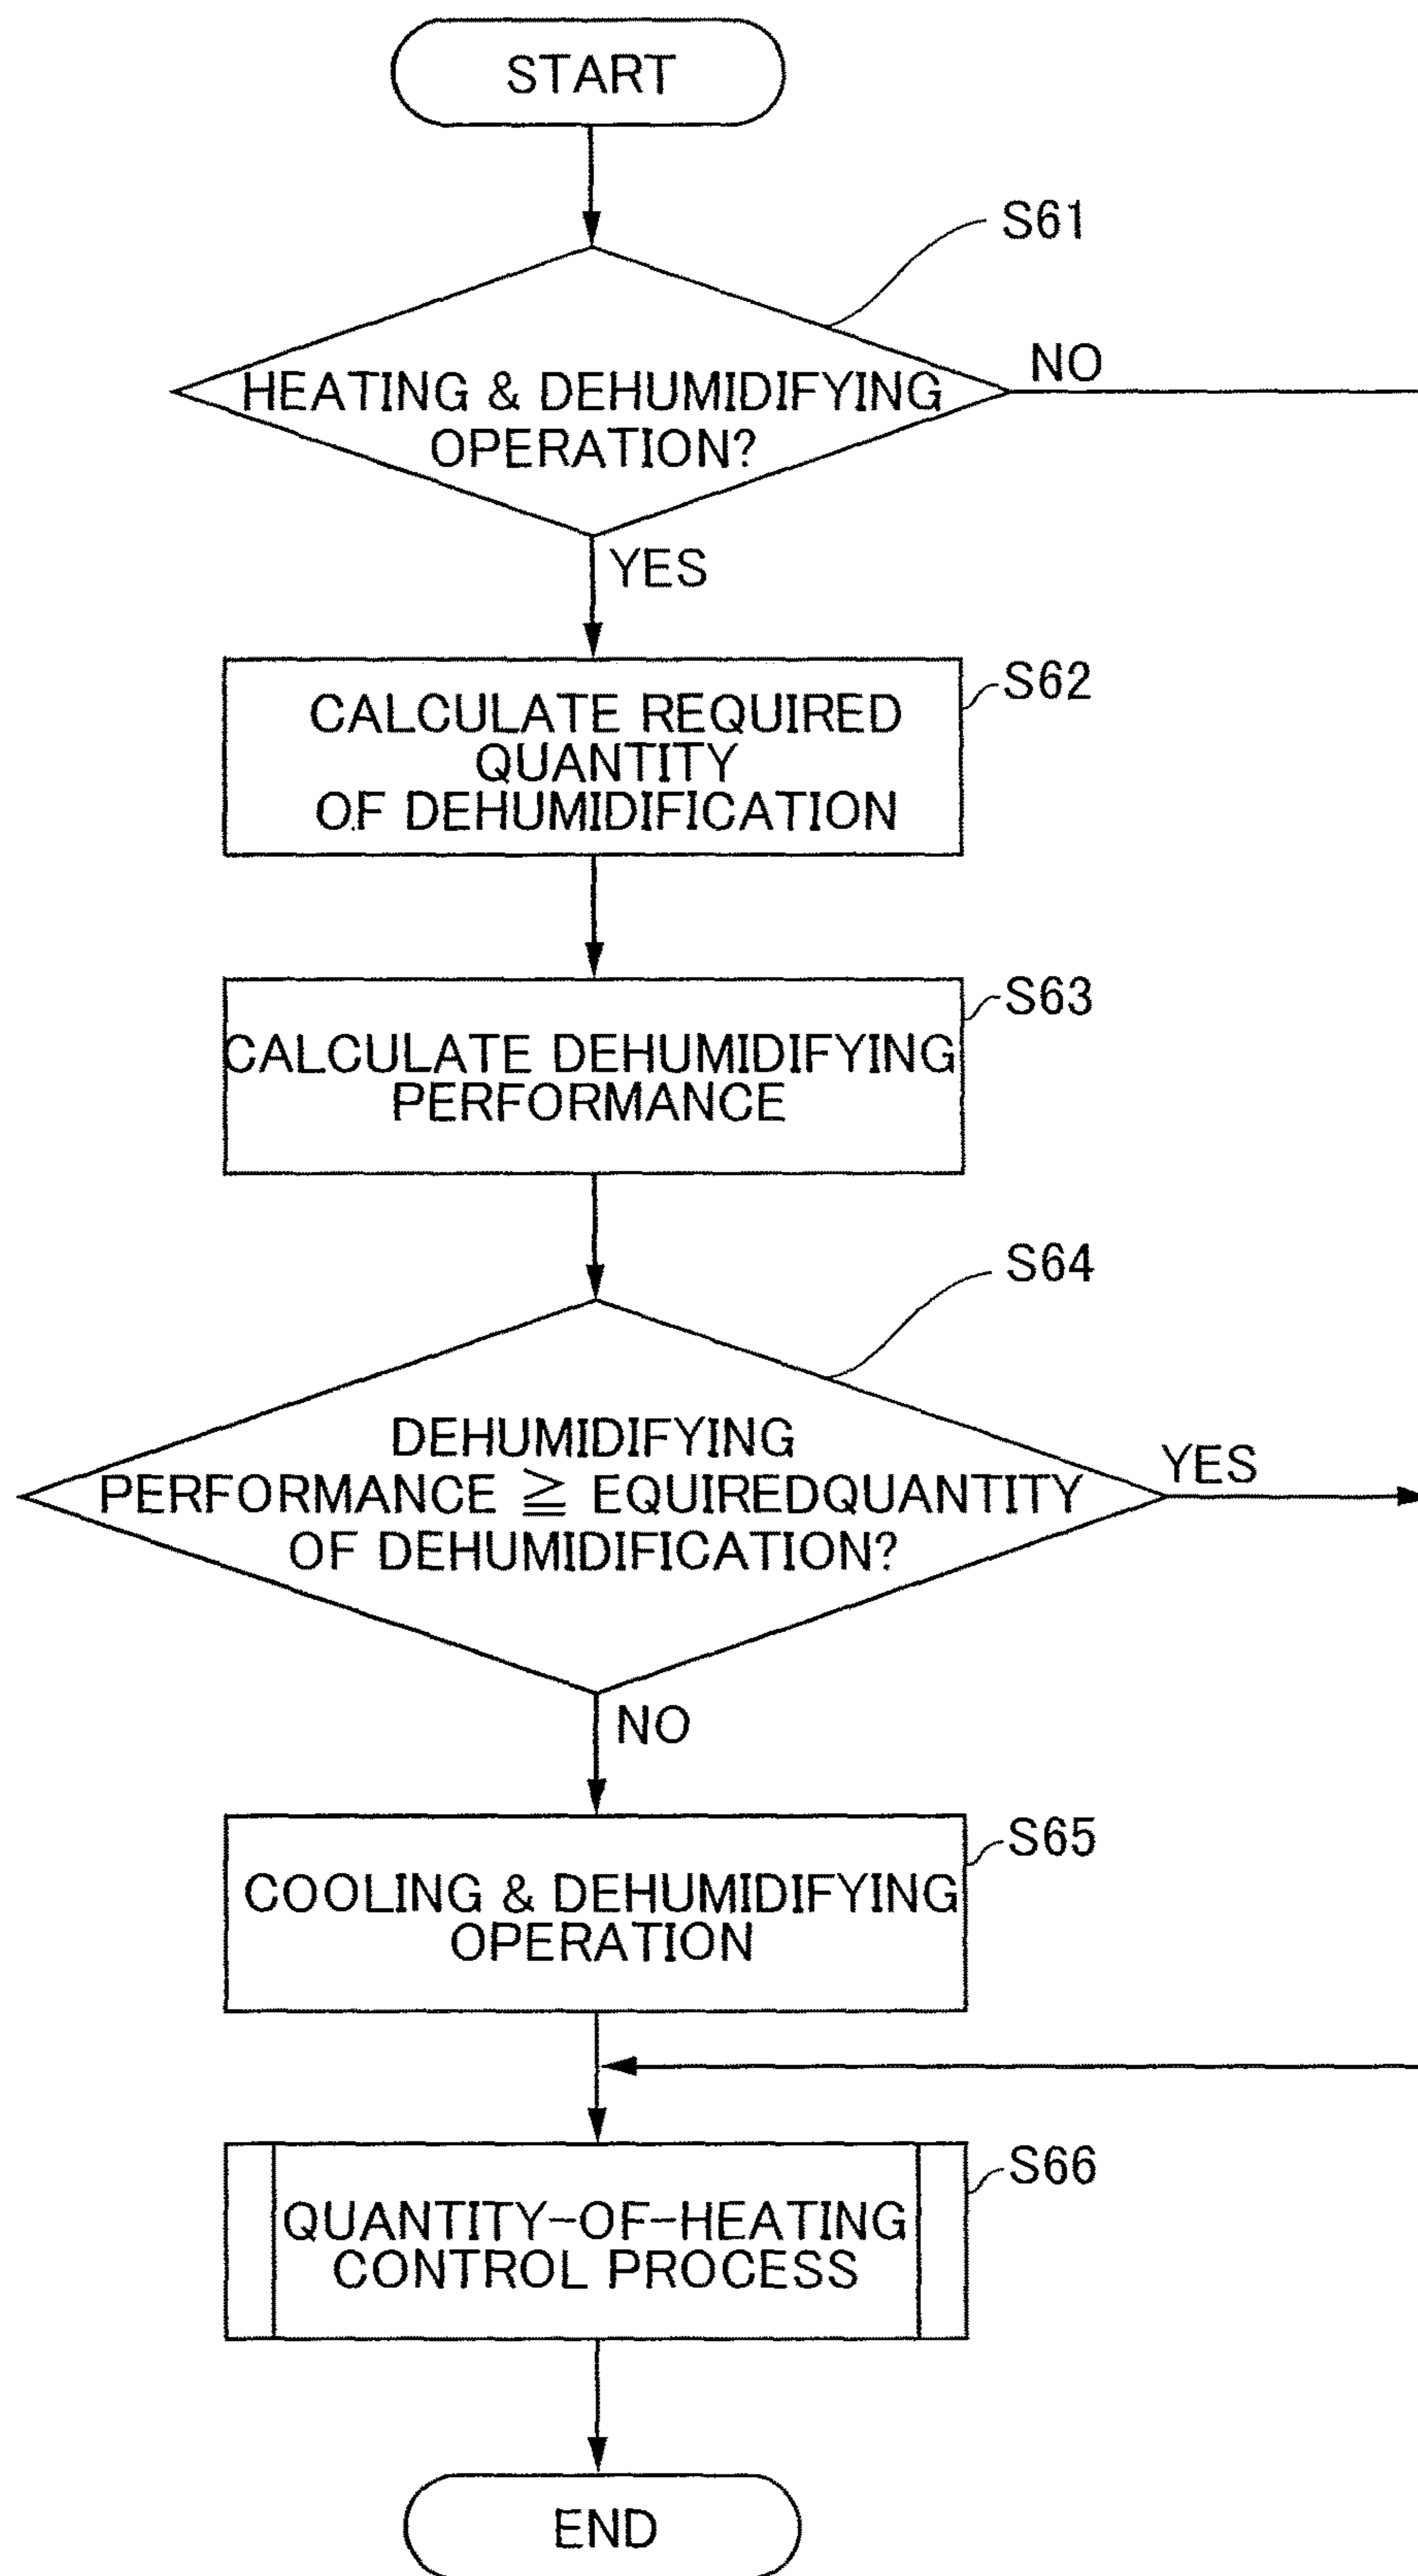 START
S61
HEATING & DEHUMIDIFYING
OPERATION?
NO
YES
S62
CALCULATE REQUIRED
QUANTITY
OF DEHUMIDIFICATION
S63
CALCULATE DEHUMIDIFYING
PERFORMANCE
S64
DEHUMIDIFYING
PERFORMANCE ≧ EQUIREDQUANTITY
OF DEHUMIDIFICATION?
YES
NO
S65
COOLING & DEHUMIDIFYING
OPERATION
S66
QUANTITY-OF-HEATING
CONTROL PROCESS
END